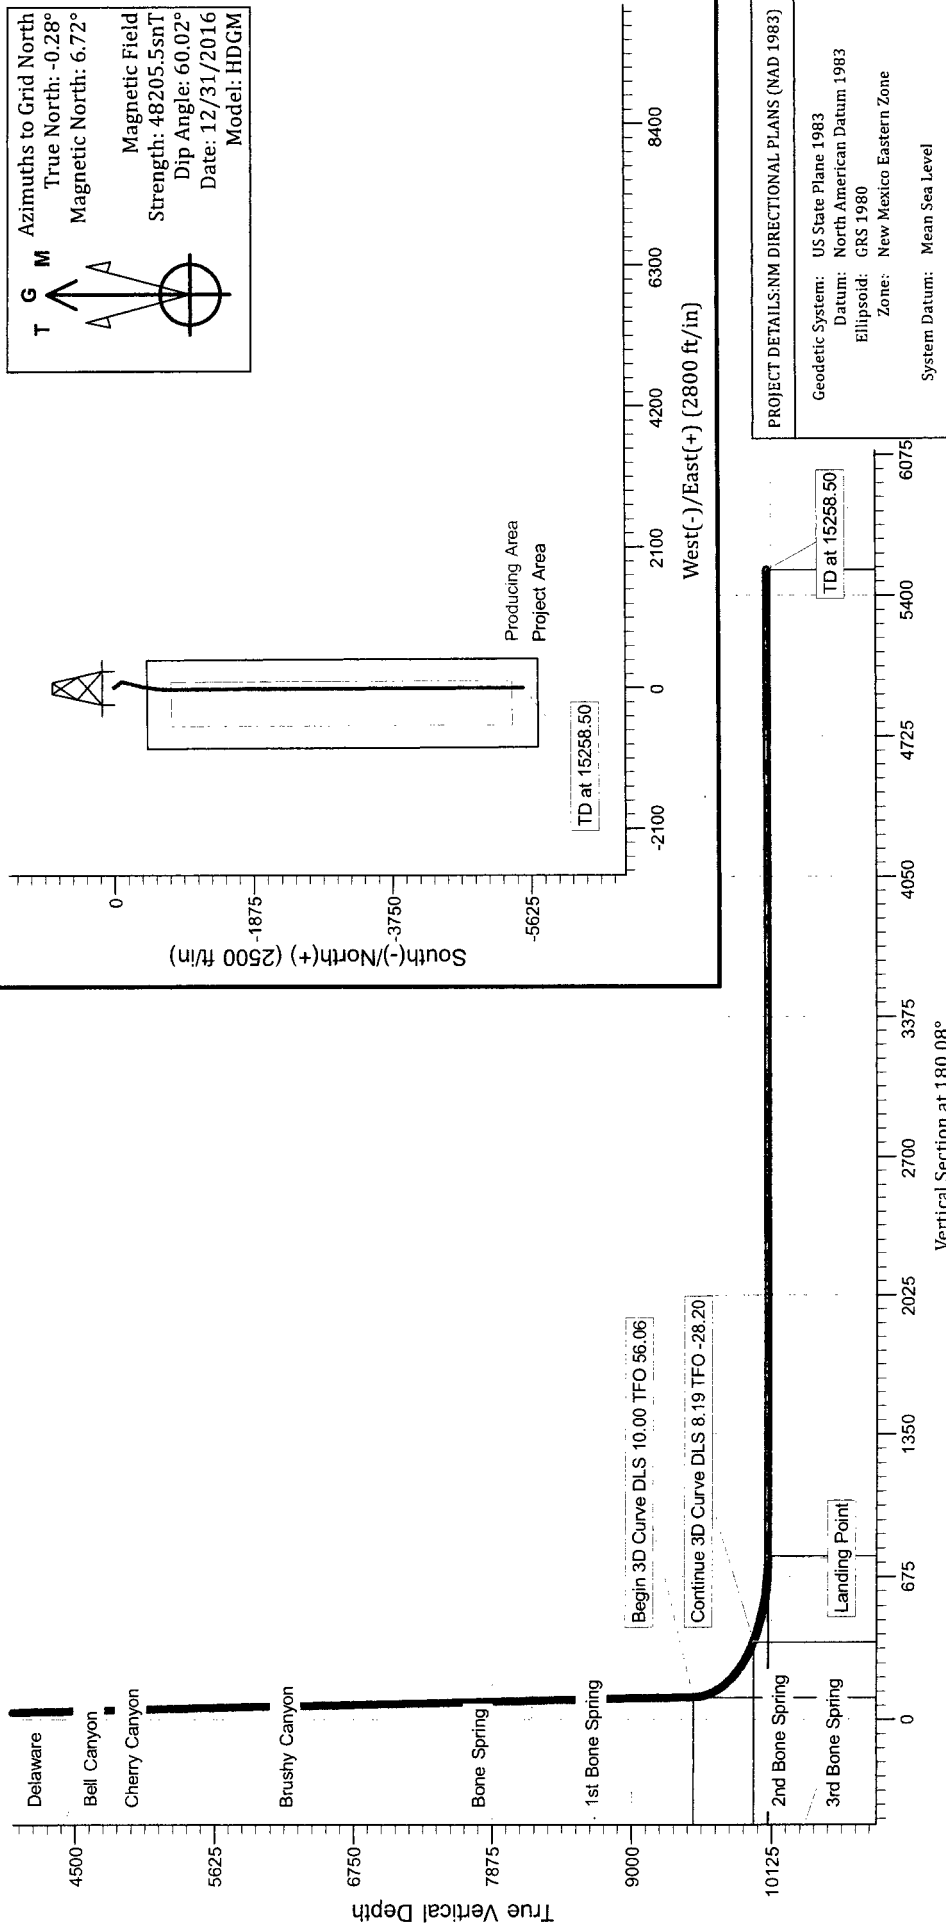 T G M
Azimuths to Grid North
True North: -0.28°
Magnetic North: 6.72°
Magnetic Field
Strength: 48205.5snT
Dip Angle: 60.02°
Date: 12/31/2016
Model: HDGM
South(-)/North(+) (2500 ft/in)
0
-1875
-3750
-5625
Producing Area
Project Area
TD at 15258.50
-2100
0
2100
4200
6300
8400
West(-)/East(+) (2800 ft/in)
PROJECT DETAILS:NM DIRECTIONAL PLANS (NAD 1983)
Geodetic System: US State Plane 1983
Datum: North American Datum 1983
Ellipsoid: GRS 1980
Zone: New Mexico Eastern Zone
System Datum: Mean Sea Level
True Vertical Depth
4500
5625
6750
7875
9000
10125
Delaware
Bell Canyon
Cherry Canyon
Brushy Canyon
Bone Spring
1st Bone Spring
2nd Bone Spring
3rd Bone Spring
Begin 3D Curve DLS 10.00 TFO 56.06
Continue 3D Curve DLS 8.19 TFO -28.20
Landing Point
TD at 15258.50
0
675
1350
2025
2700
3375
4050
4725
5400
6075
Vertical Section at 180.08°